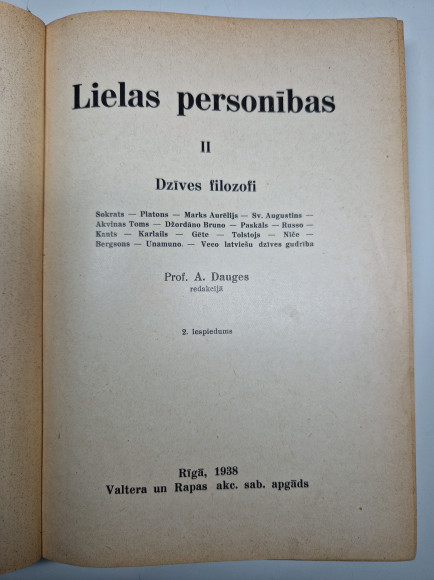 Lielas personības
II
Dzīves filozofi
Sokrats — Platons — Marks Aurēlijs — Sv. Augustins —
Akvinas Toms — Džordāno Bruno — Paskāls — Russo —
Kants — Karlails — Gēte — Tolstojs — Nīče —
Bergsons — Unamuno. — Veco latviešu dzīves gudrība
Prof. A. Dauges
redakcijā
2. iespiedums
Rīgā, 1938
Valtera un Rapas akc. sab. apgāds